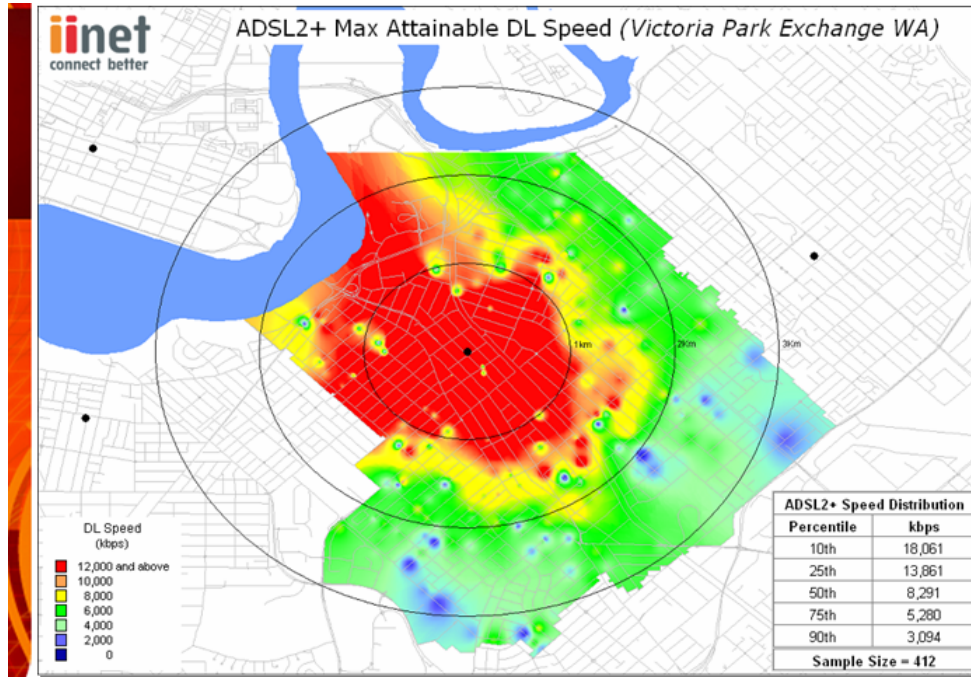 iinet
connect better
ADSL2+ Max Attainable DL Speed (Victoria Park Exchange WA)
1km
2Km
3Km
DL Speed
(kbps)
12,000 and above
10,000
8,000
6,000
4,000
2,000
0
ADSL2+ Speed Distribution
Percentile kbps
10th 18,061
25th 13,861
50th 8,291
75th 5,280
90th 3,094
Sample Size = 412